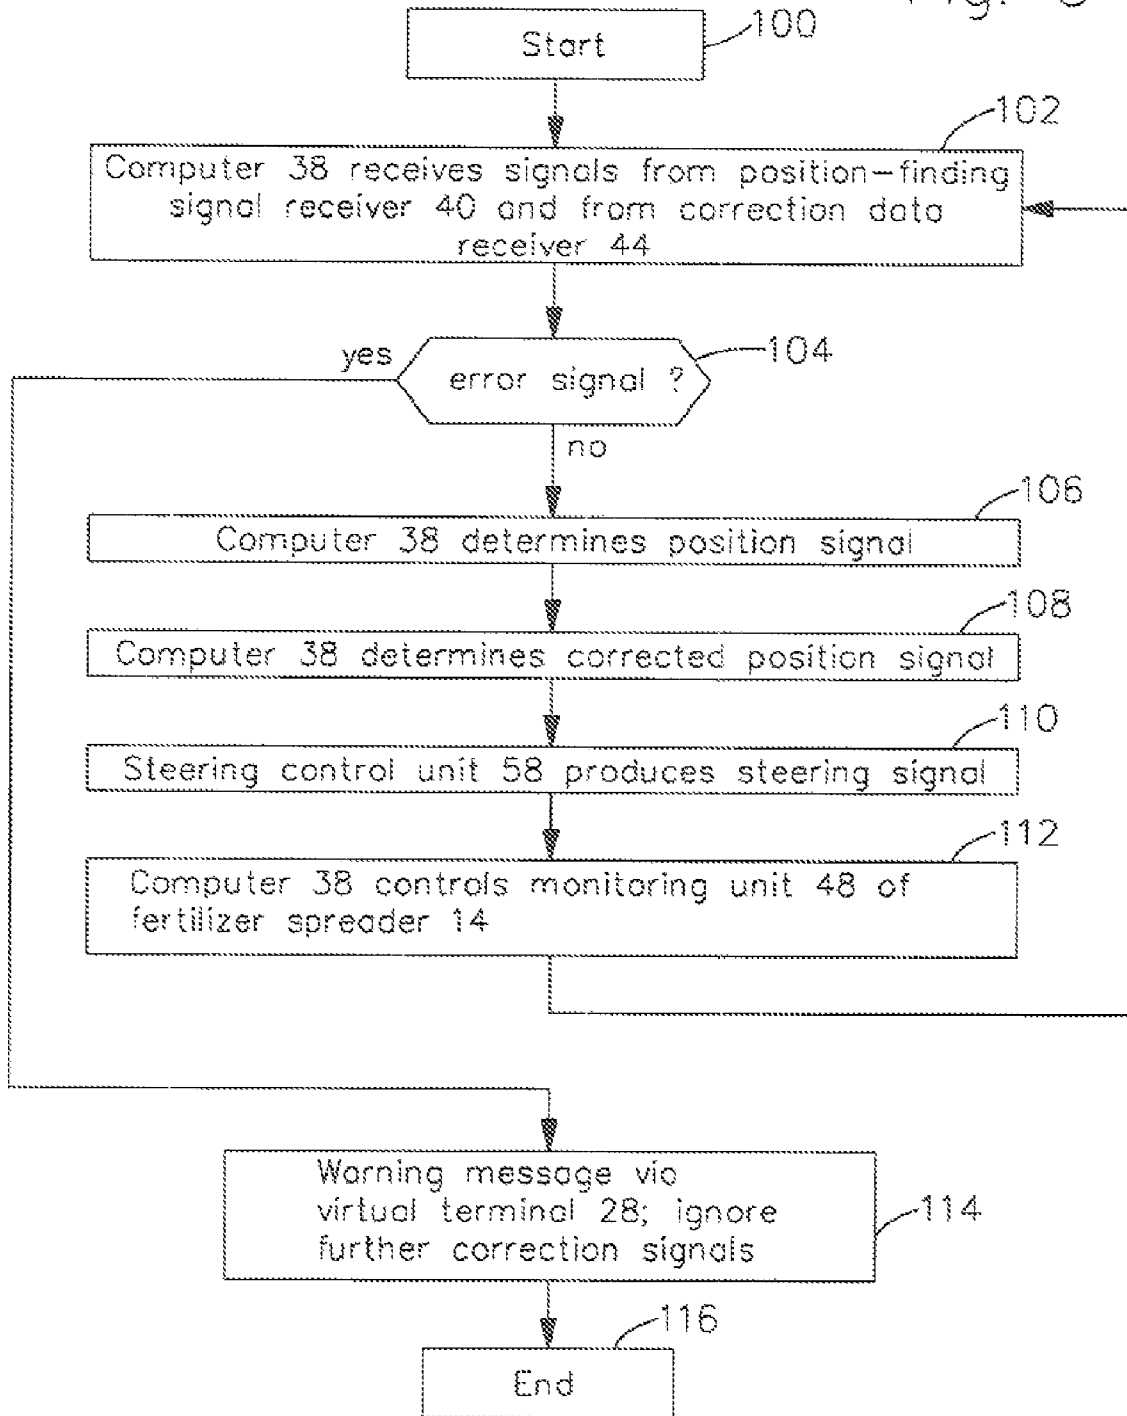 Fig.
100
Start
102
Computer 38 receives signals from position-finding
signal receiver 40 and from correction data
receiver 44
yes
104
error signal ?
no
106
Computer 38 determines position signal
108
Computer 38 determines corrected position signal
110
Steering control unit 58 produces steering signal
112
Computer 38 controls monitoring unit 48 of
fertilizer spreader 14
Warning message via
virtual terminal 28; ignore
further correction signals
114
116
End